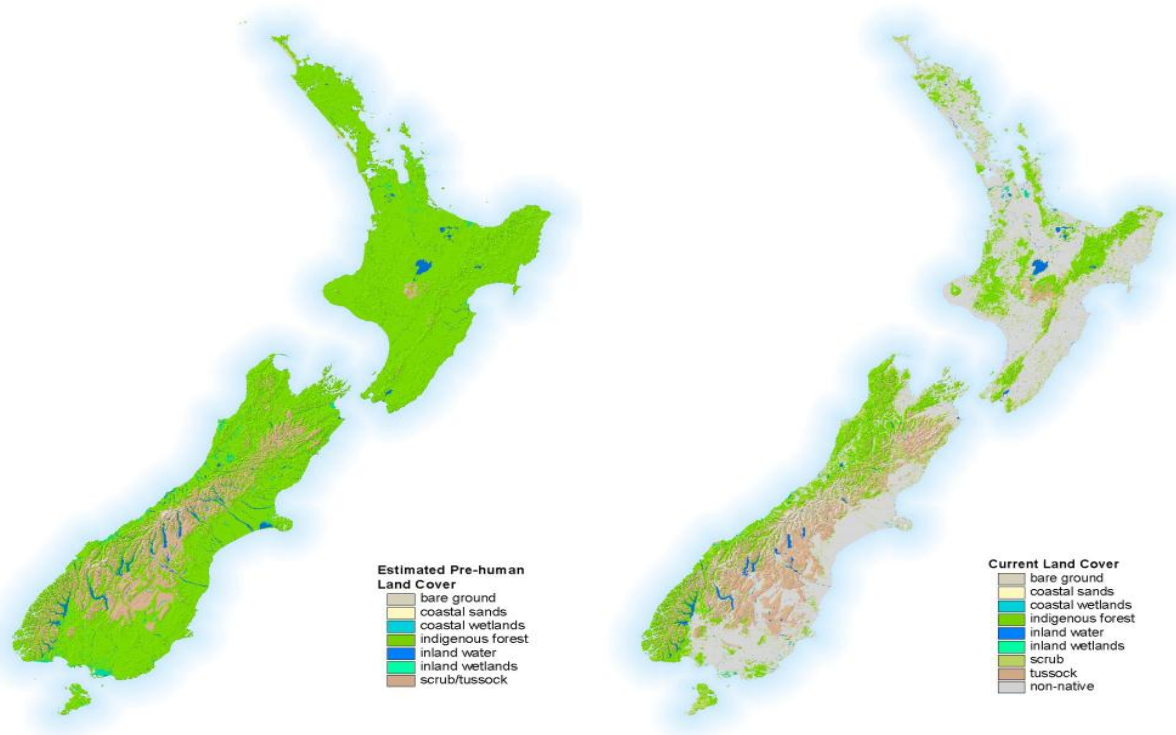 Estimated Pre-human
Land Cover
bare ground
coastal sands
coastal wetlands
indigenous forest
inland water
inland wetlands
scrub/tussock
Current Land Cover
bare ground
coastal sands
coastal wetlands
indigenous forest
inland water
inland wetlands
scrub
tussock
non-native